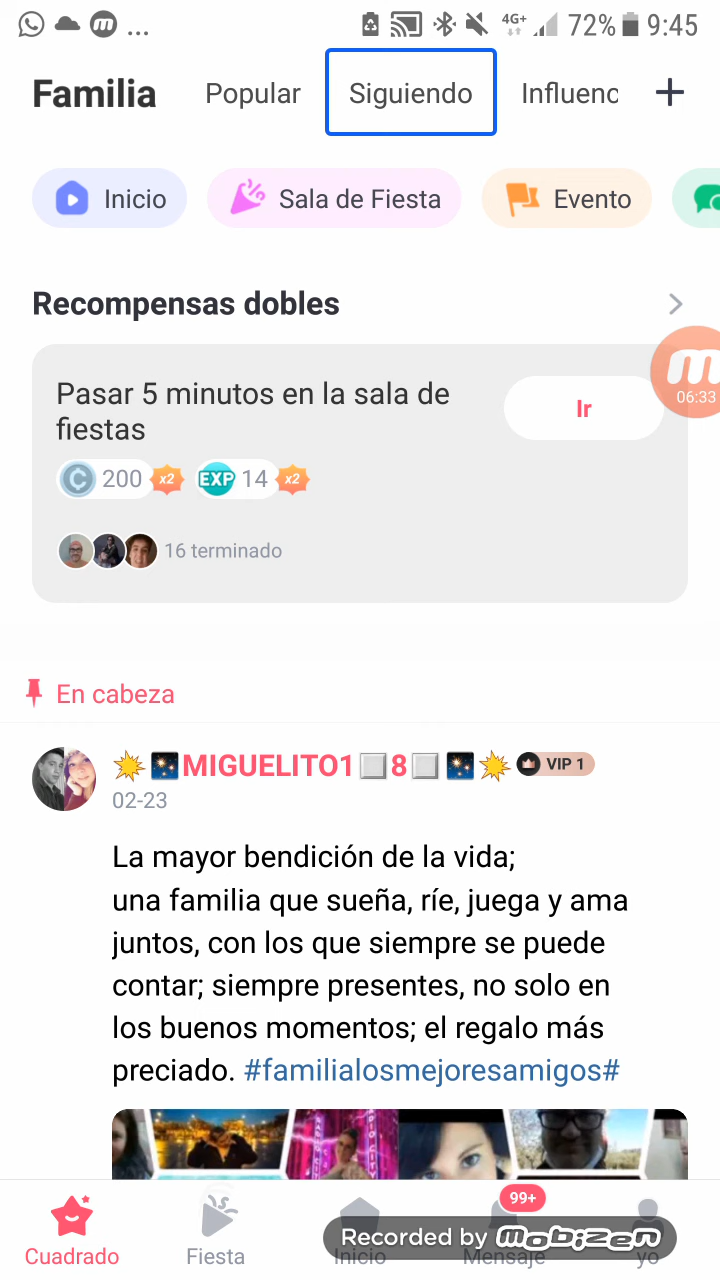 ... 4G+ 72% 9:45
Familia Popular Siguiendo Influenc +
Inicio Sala de Fiesta Evento
Recompensas dobles
06:33
Pasar 5 minutos en la sala de
fiestas
Ir
200 x2 EXP 14 x2
16 terminado
En cabeza
MIGUELITO1 8 VIP 1
02-23
La mayor bendición de la vida;
una familia que sueña, ríe, juega y ama
juntos, con los que siempre se puede
contar; siempre presentes, no solo en
los buenos momentos; el regalo más
preciado. #familialosmejoresamigos#
99+
Recorded by mobizen
Cuadrado Fiesta Inicio Mensaje yo